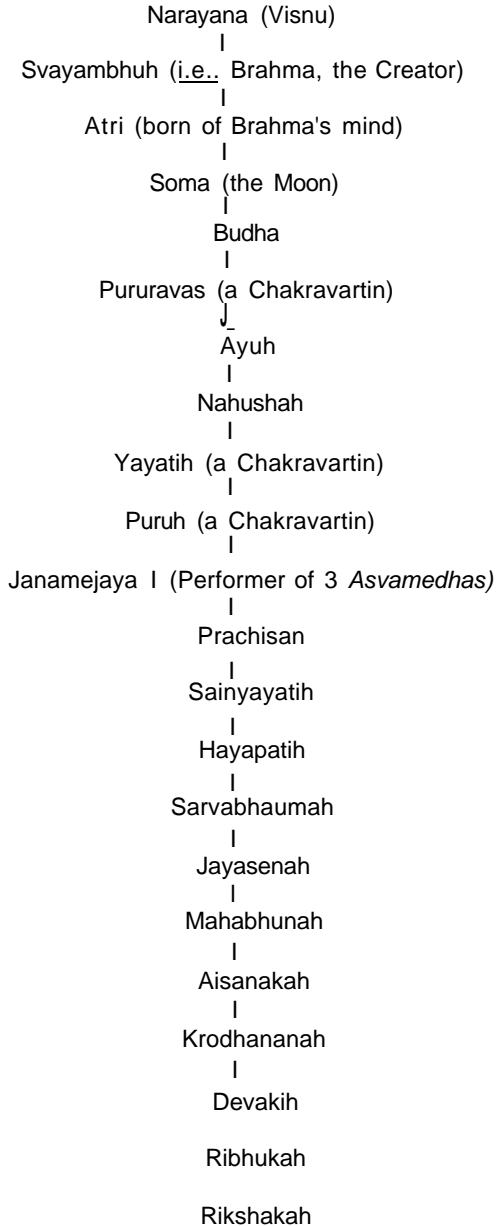 Narayana (Visnu)
Svayambhuh (i.e.. Brahma, the Creator)
Atri (born of Brahma's mind)
Soma (the Moon)
Budha
Pururavas (a Chakravartin)
Āyuh
Nahushah
Yayatih (a Chakravartin)
Puruh (a Chakravartin)
Janamejaya I (Performer of 3 Asvamedhas)
Prachisan
Sainyayatih
Hayapatih
Sarvabhaumah
Jayasenah
Mahabhunah
Aisanakah
Krodhananah
Devakih
Ribhukah
Rikshakah